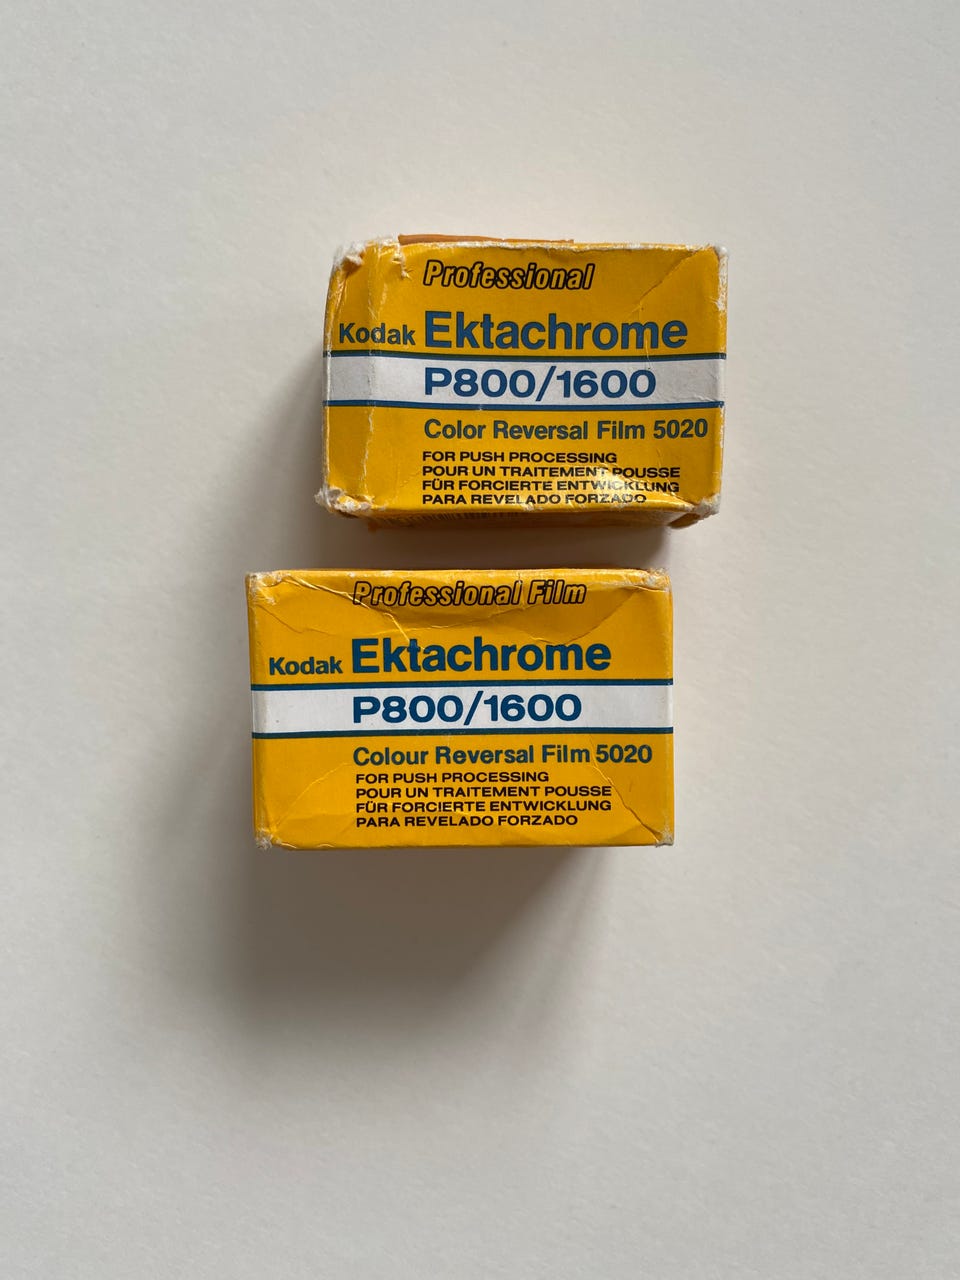 Professional
Kodak Ektachrome
P800/1600
Color Reversal Film 5020
FOR PUSH PROCESSING
POUR UN TRAITEMENT POUSSE
FÜR FORCIERTE ENTWICKLUNG
PARA REVELADO FORZADO
Professional Film
Kodak Ektachrome
P800/1600
Colour Reversal Film 5020
FOR PUSH PROCESSING
POUR UN TRAITEMENT POUSSE
FÜR FORCIERTE ENTWICKLUNG
PARA REVELADO FORZADO